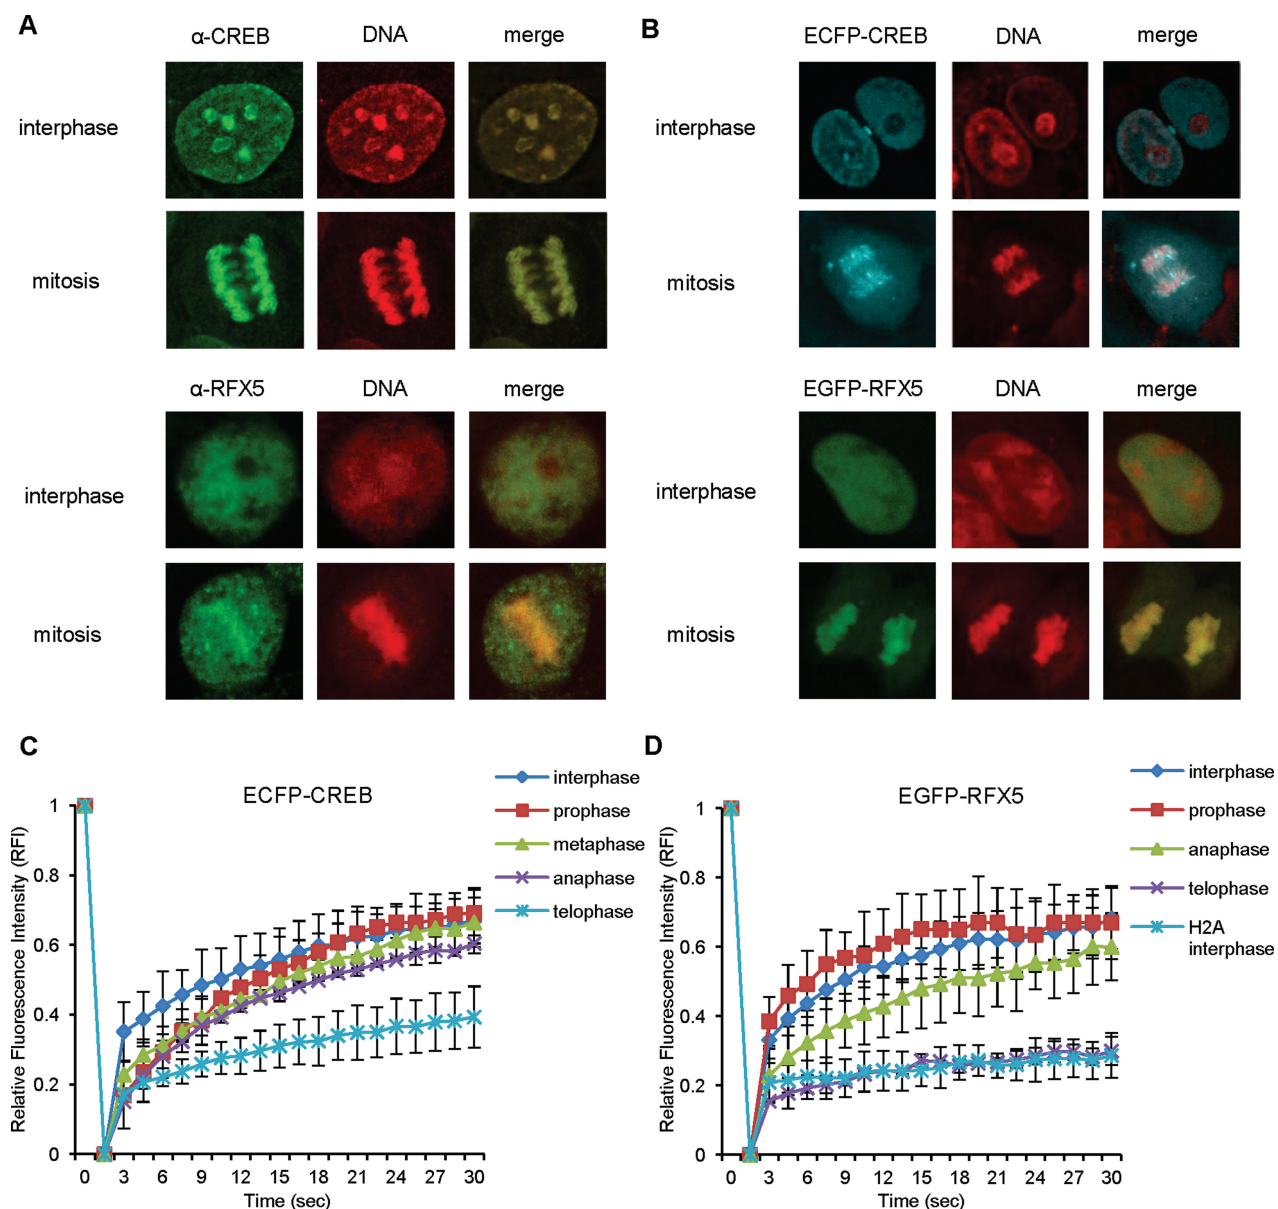 A
α-CREB DNA merge
interphase
mitosis
α-RFX5 DNA merge
interphase
mitosis
B
ECFP-CREB DNA merge
interphase
mitosis
EGFP-RFX5 DNA merge
interphase
mitosis
C
ECFP-CREB
interphase
prophase
metaphase
anaphase
telophase
Relative Fluorescence Intensity (RFI)
1
0.8
0.6
0.4
0.2
0
0 3 6 9 12 15 18 21 24 27 30
Time (sec)
D
EGFP-RFX5
interphase
prophase
anaphase
telophase
H2A
interphase
Relative Fluorescence Intensity (RFI)
1
0.8
0.6
0.4
0.2
0
0 3 6 9 12 15 18 21 24 27 30
Time (sec)